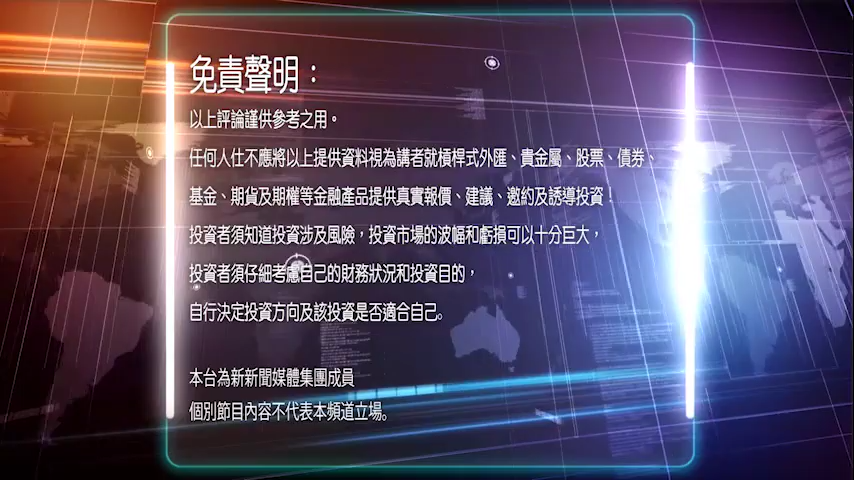 免責聲明：
以上評論謹供參考之用。
任何人仕不應將以上提供資料視為講者就槓桿式外匯、貴金屬、股票、債券、
基金、期貨及期權等金融產品提供真實報價、建議、邀約及誘導投資！
投資者須知道投資涉及風險，投資市場的波幅和虧損可以十分巨大，
投資者須仔細考慮自己的財務狀況和投資目的，
自行決定投資方向及該投資是否適合自己。
本台為新新聞媒體集團成員
個別節目內容不代表本頻道立場。